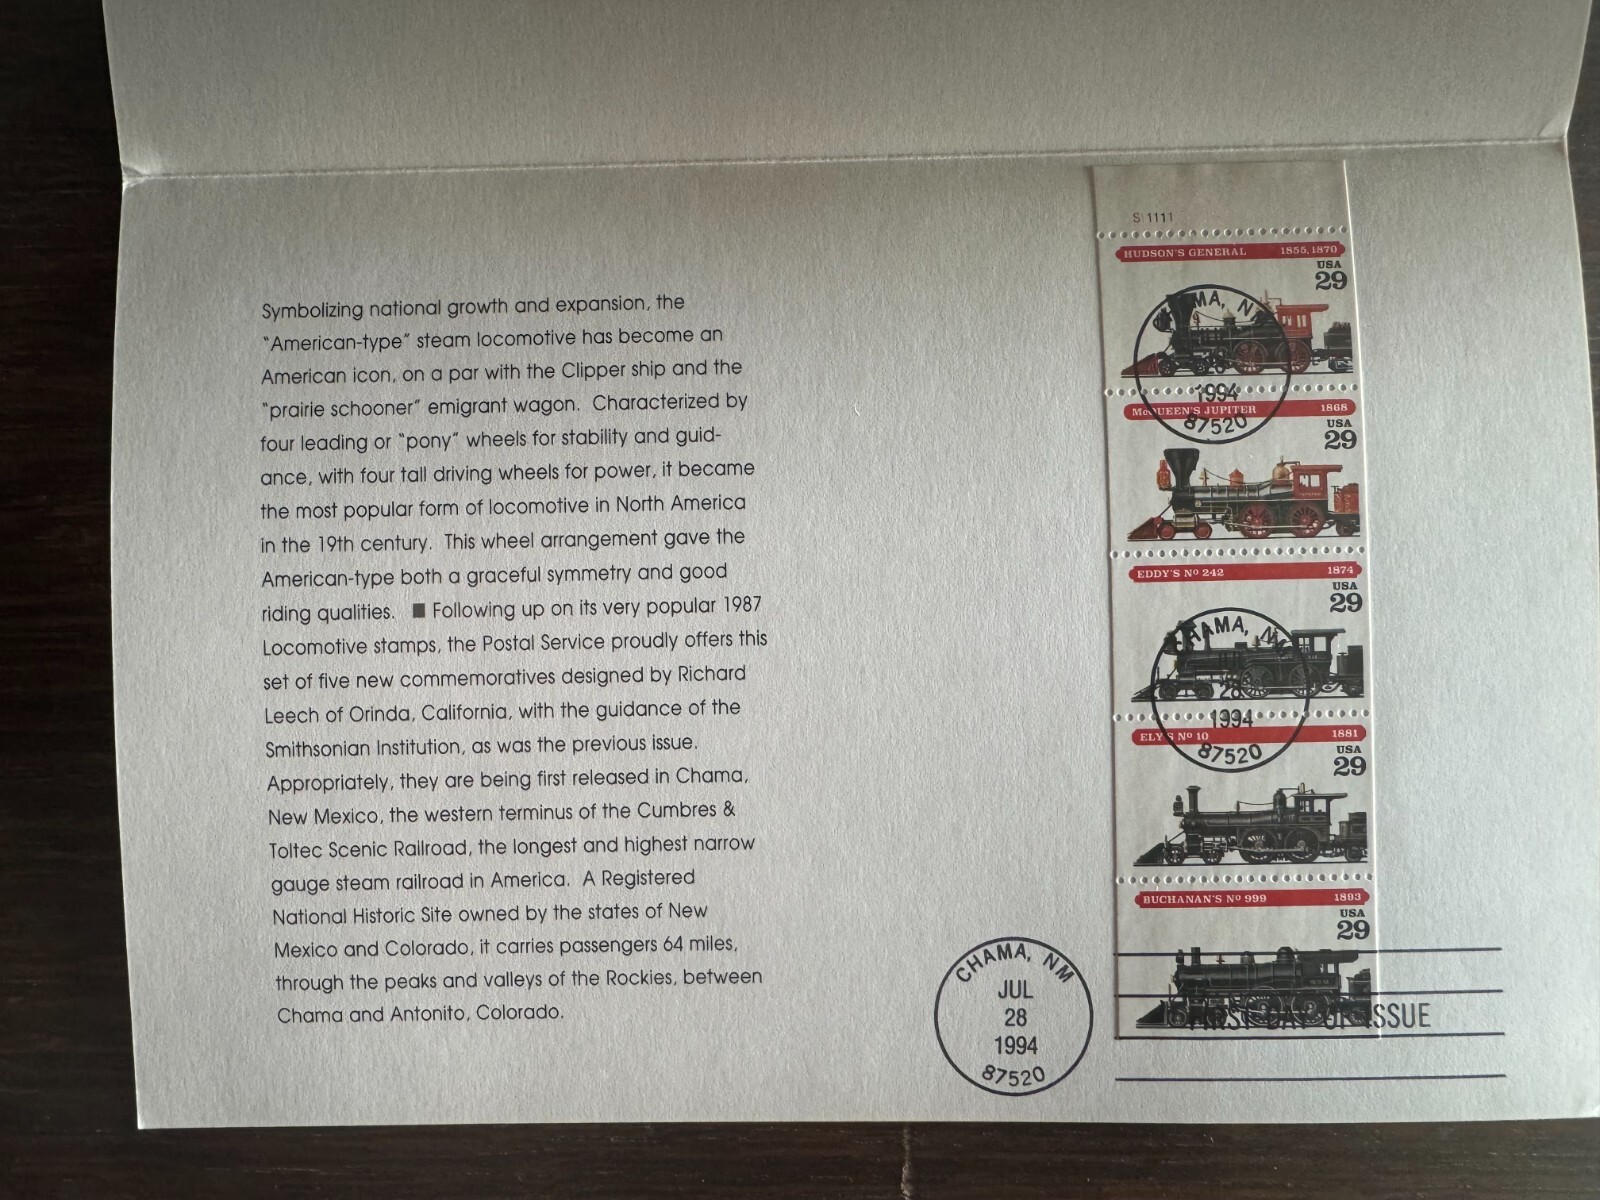 Symbolizing national growth and expansion, the
"American-type" steam locomotive has become an
American icon, on a par with the Clipper ship and the
"prairie schooner" emigrant wagon. Characterized by
four leading or "pony" wheels for stability and guid-
ance, with four tall driving wheels for power, it became
the most popular form of locomotive in North America
in the 19th century. This wheel arrangement gave the
American-type both a graceful symmetry and good
riding qualities. ■ Following up on its very popular 1987
Locomotive stamps, the Postal Service proudly offers this
set of five new commemoratives designed by Richard
Leech of Orinda, California, with the guidance of the
Smithsonian Institution, as was the previous issue.
Appropriately, they are being first released in Chama,
New Mexico, the western terminus of the Cumbres &
Toltec Scenic Railroad, the longest and highest narrow
gauge steam railroad in America. A Registered
National Historic Site owned by the states of New
Mexico and Colorado, it carries passengers 64 miles,
through the peaks and valleys of the Rockies, between
Chama and Antonito, Colorado.
S 1111
HUDSON'S GENERAL 1855, 1870
USA
29
CHAMA, NM
1994
87520
McQUEEN'S JUPITER 1868
USA
29
EDDY'S Nº 242 1874
USA
29
CHAMA, NM
28
1994
87520
ELY'S Nº 10 1881
USA
29
BUCHANAN'S Nº 999 1893
USA
29
CHAMA, NM
JUL
28
1994
87520
FIRST DAY OF ISSUE